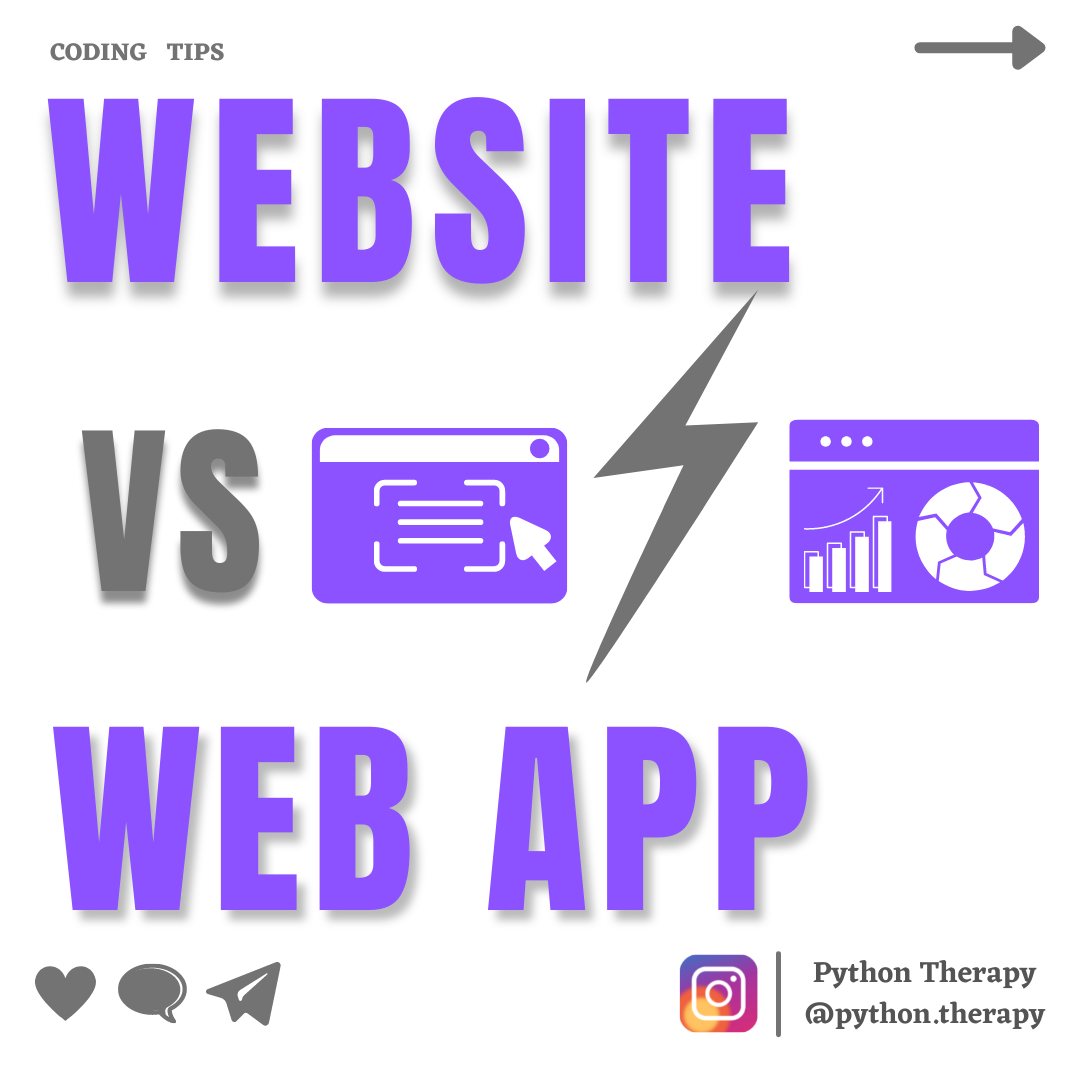 CODING TIPS
WEBSITE
VS
WEB APP
Python Therapy
@python.therapy